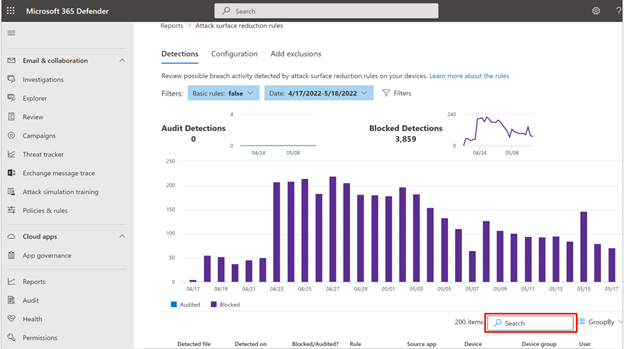 Microsoft 365 Defender
Search
?
Reports > Attack surface reduction rules
Email & collaboration
Investigations
Explorer
Review
Campaigns
Threat tracker
Exchange message trace
Attack simulation training
Policies & rules
Cloud apps
App governance
Reports
Audit
Health
Permissions
Detections Configuration Add exclusions
Review possible breach activity detected by attack surface reduction rules on your devices. Learn more about the rules
Filters: Basic rules: false Date: 4/17/2022-5/18/2022 Filters
Audit Detections
0
4
0
04/24 05/08
Blocked Detections
3,859
240
0
04/24 05/08
250
200
150
100
50
0
04/17 04/19 04/21 04/23 04/25 04/27 04/29 05/01 05/03 05/05 05/07 05/09 05/11 05/13 05/15 05/17
Audited Blocked
200 items Search GroupBy
Detected file Detected on Blocked/Audited? Rule Source app Device Device group User